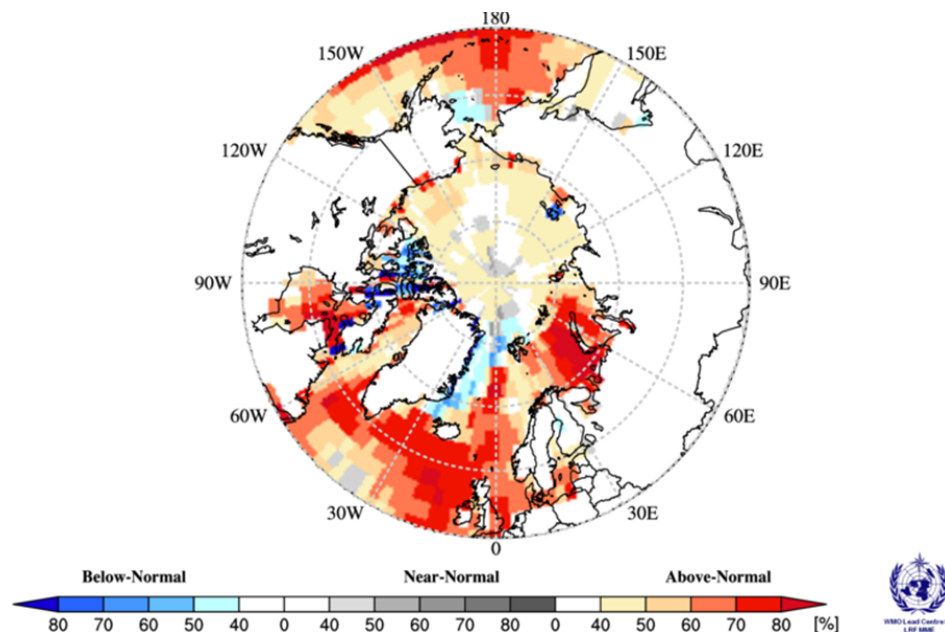 180
150W 150E
120W 120E
90W 90E
60W 60E
30W 30E
0
Below-Normal Near-Normal Above-Normal
80 70 60 50 40 0 40 50 60 70 80 0 40 50 60 70 80 [%]
WMO Lead Centre
LRFMME